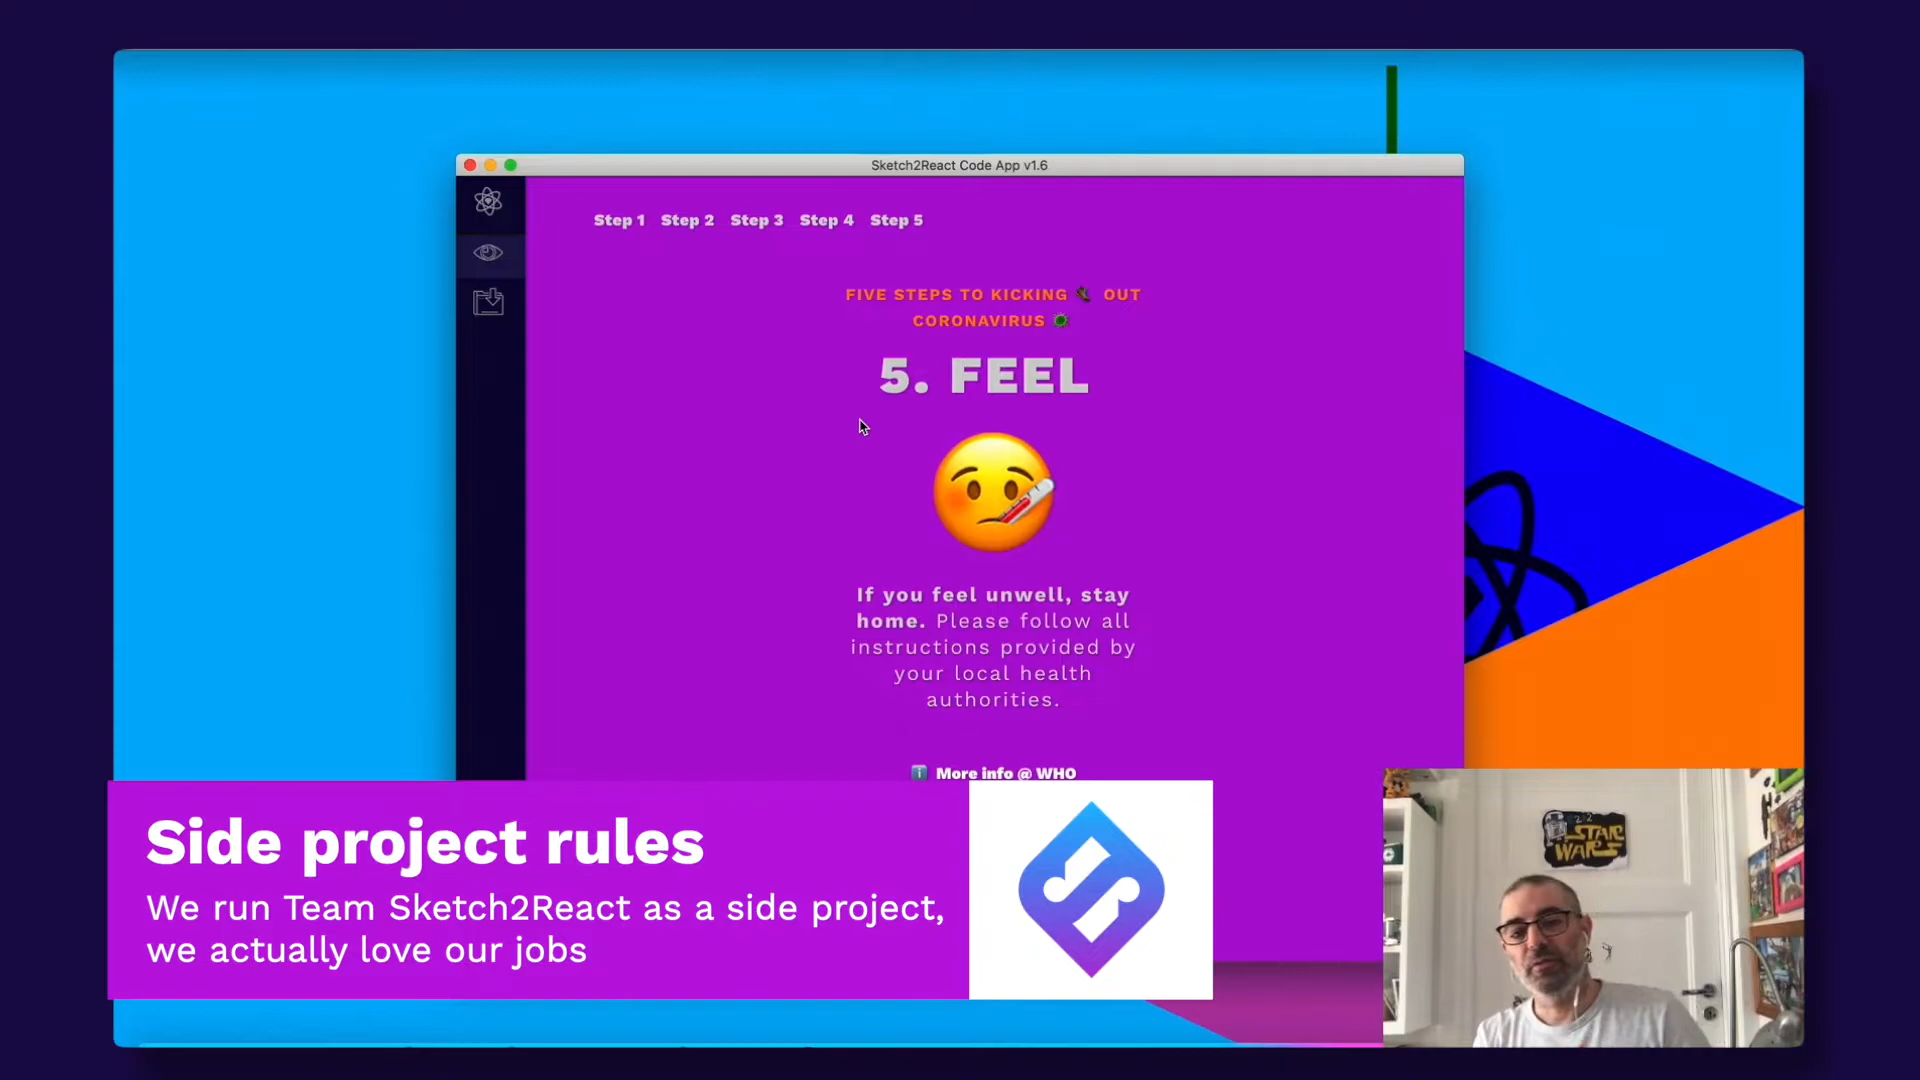 Sketch2React Code App v1.6
Step 1 Step 2 Step 3 Step 4 Step 5
FIVE STEPS TO KICKING 🥾 OUT
CORONAVIRUS 🦠
5. FEEL
If you feel unwell, stay
home. Please follow all
instructions provided by
your local health
authorities.
ℹ️ More info @ WHO
Side project rules
We run Team Sketch2React as a side project,
we actually love our jobs
STAR
WARS